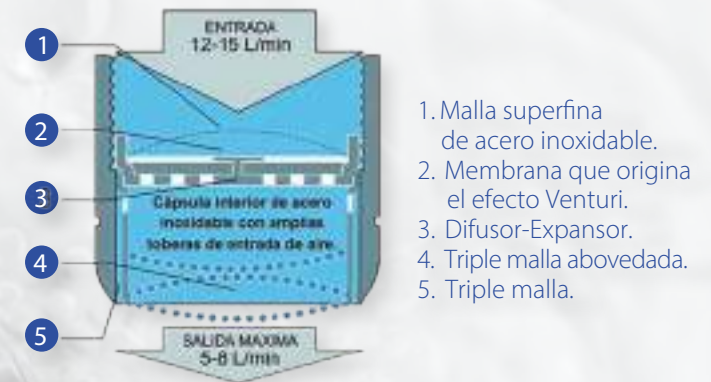 ENTRADA
12-15 L/min
1
2
3
Cápsula interior de acero
inoxidable con amplias
toberas de entrada de aire
4
5
SALIDA MAXIMA
5-8 L/min
1. Malla superfina
de acero inoxidable.
2. Membrana que origina
el efecto Venturi.
3. Difusor-Expansor.
4. Triple malla abovedada.
5. Triple malla.